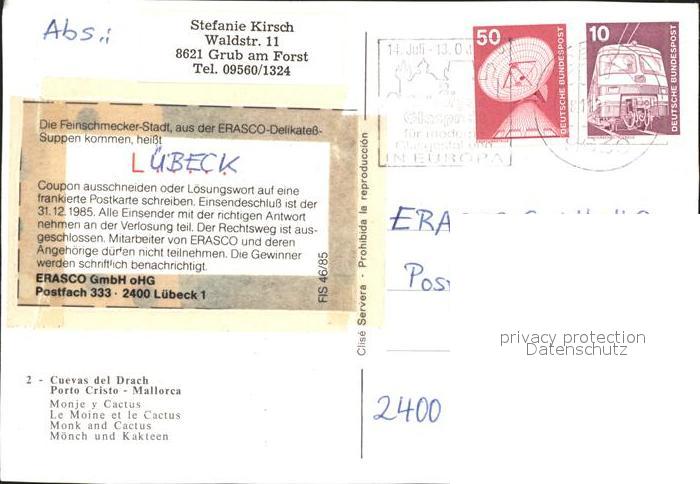 Abs.:
Stefanie Kirsch
Waldstr. 11
8621 Grub am Forst
Tel. 09560/1324
50
DEUTSCHE BUNDESPOST
10
DEUTSCHE BUNDESPOST
14. Juli - 13. O
für modern
IN EUROPA
Die Feinschmecker-Stadt, aus der ERASCO-Delikateß-
Suppen kommen, heißt
LÜBECK
Coupon ausschneiden oder Lösungswort auf eine
frankierte Postkarte schreiben. Einsendeschluß ist der
31.12.1985. Alle Einsender mit der richtigen Antwort
nehmen an der Verlosung teil. Der Rechtsweg ist aus-
geschlossen. Mitarbeiter von ERASCO und deren
Angehörige dürfen nicht teilnehmen. Die Gewinner
werden schriftlich benachrichtigt.
ERASCO GmbH oHG
Postfach 333 · 2400 Lübeck 1
FIS 46/85
Clisé Servera. - Prohibida la reproducción
ERA
Pos
2400
privacy protection
Datenschutz
2 - Cuevas del Drach
Porto Cristo - Mallorca
Monje y Cactus
Le Moine et le Cactus
Monk and Cactus
Mönch und Kakteen